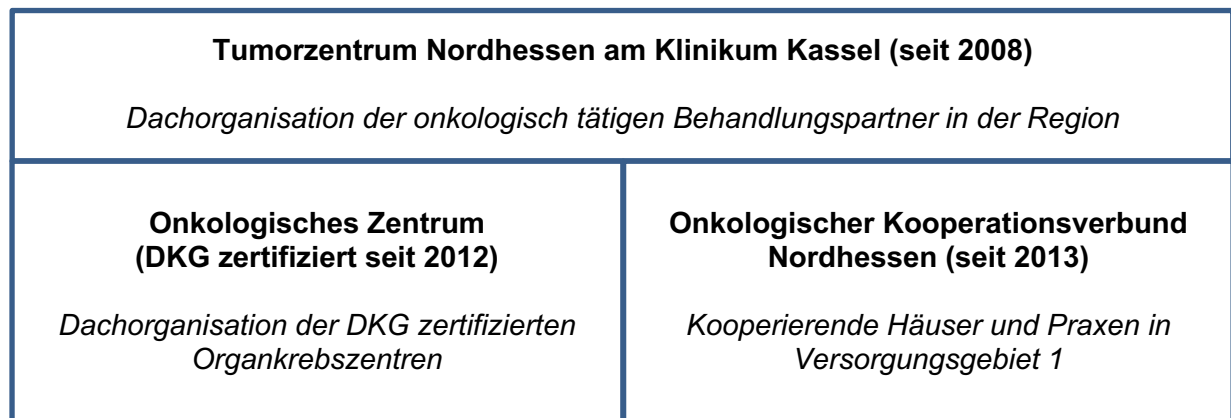 Tumorzentrum Nordhessen am Klinikum Kassel (seit 2008)
Dachorganisation der onkologisch tätigen Behandlungspartner in der Region
Onkologisches Zentrum
(DKG zertifiziert seit 2012)
Dachorganisation der DKG zertifizierten
Organkrebszentren
Onkologischer Kooperationsverbund
Nordhessen (seit 2013)
Kooperierende Häuser und Praxen in
Versorgungsgebiet 1